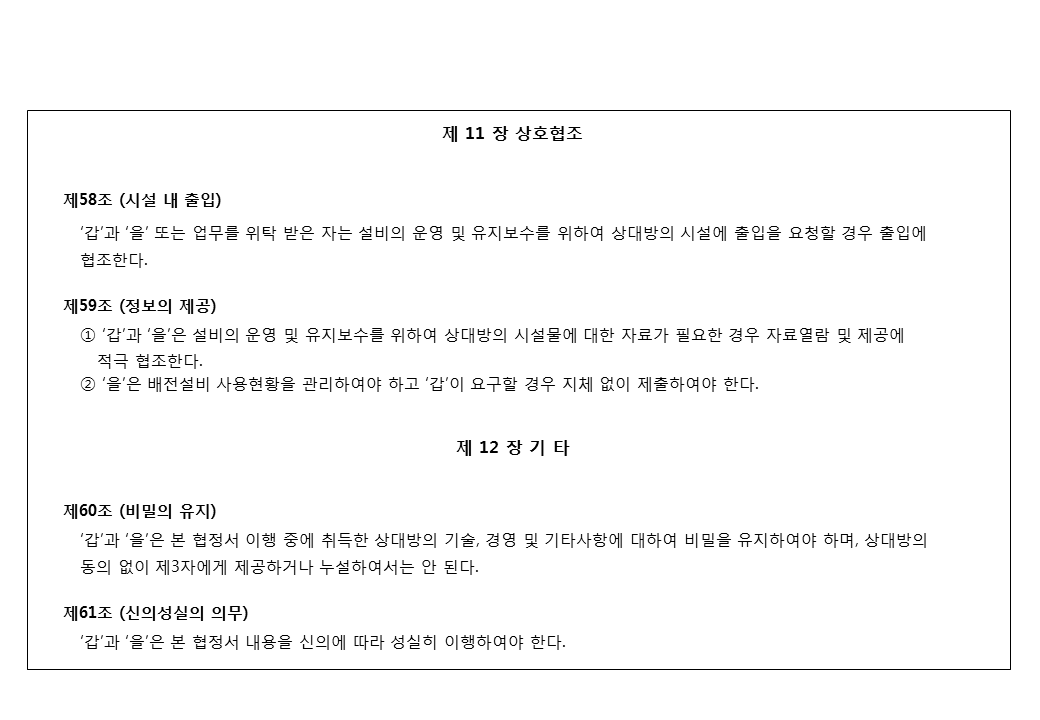 제 11 장 상호협조
제58조 (시설 내 출입)
‘갑’과 ‘을’ 또는 업무를 위탁 받은 자는 설비의 운영 및 유지보수를 위하여 상대방의 시설에 출입을 요청할 경우 출입에
협조한다.
제59조 (정보의 제공)
① ‘갑’과 ‘을’은 설비의 운영 및 유지보수를 위하여 상대방의 시설물에 대한 자료가 필요한 경우 자료열람 및 제공에
적극 협조한다.
② ‘을’은 배전설비 사용현황을 관리하여야 하고 ‘갑’이 요구할 경우 지체 없이 제출하여야 한다.
제 12 장 기 타
제60조 (비밀의 유지)
‘갑’과 ‘을’은 본 협정서 이행 중에 취득한 상대방의 기술, 경영 및 기타사항에 대하여 비밀을 유지하여야 하며, 상대방의
동의 없이 제3자에게 제공하거나 누설하여서는 안 된다.
제61조 (신의성실의 의무)
‘갑’과 ‘을’은 본 협정서 내용을 신의에 따라 성실히 이행하여야 한다.